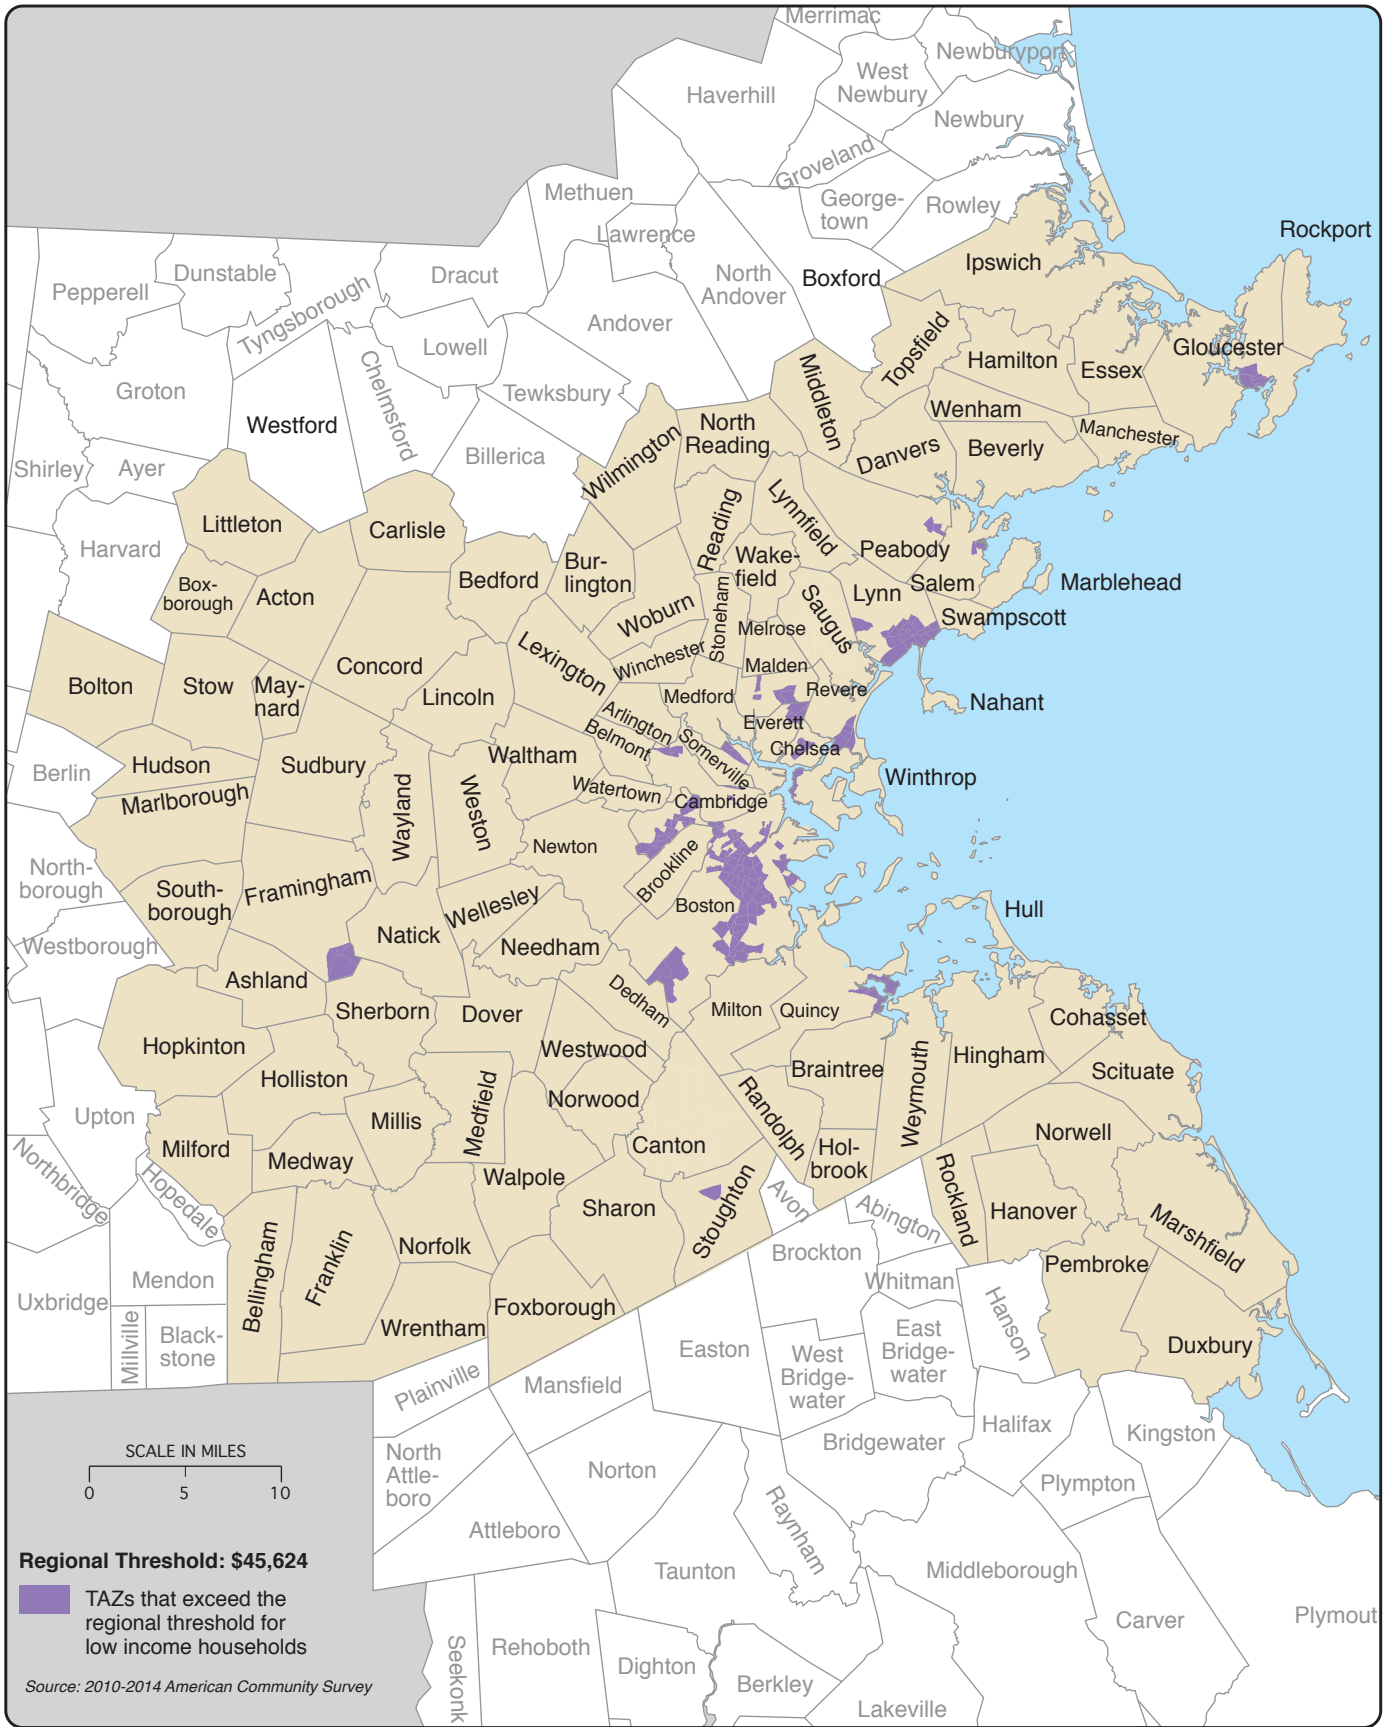 Merrimac
Newburyport
West
Newbury
Haverhill
Newbury
Groveland
Methuen
George-
town
Rowley
Lawrence
Rockport
Ipswich
Dunstable
Dracut
North
Andover
Boxford
Pepperell
Tyngsborough
Andover
Lowell
Topsfield
Gloucester
Hamilton
Essex
Groton
Chelmsford
Tewksbury
Middleton
Wenham
Westford
North
Reading
Manchester
Danvers
Beverly
Billerica
Wilmington
Shirley
Ayer
Littleton
Carlisle
Reading
Lynnfield
Harvard
Peabody
Wake-
field
Bur-
lington
Bedford
Box-
borough
Acton
Salem
Marblehead
Lynn
Woburn
Stoneham
Saugus
Swampscott
Melrose
Lexington
Winchester
Concord
Malden
Bolton
Stow
May-
nard
Lincoln
Medford
Revere
Nahant
Arlington
Everett
Belmont
Somerville
Chelsea
Waltham
Hudson
Sudbury
Berlin
Winthrop
Watertown
Marlborough
Cambridge
Wayland
Weston
Newton
Brookline
North-
borough
Framingham
South-
borough
Wellesley
Boston
Hull
Natick
Needham
Westborough
Ashland
Dedham
Sherborn
Dover
Milton
Quincy
Cohasset
Hopkinton
Westwood
Hingham
Braintree
Scituate
Holliston
Weymouth
Medfield
Norwood
Millis
Randolph
Upton
Norwell
Canton
Milford
Medway
Hol-
brook
Northbridge
Hopedale
Walpole
Rockland
Avon
Sharon
Stoughton
Abington
Hanover
Marshfield
Norfolk
Franklin
Bellingham
Brockton
Pembroke
Mendon
Whitman
Uxbridge
Foxborough
Hanson
Wrentham
Millville
Black-
stone
East
Bridge-
water
Duxbury
Easton
West
Bridge-
water
Plainville
Mansfield
Halifax
Kingston
Bridgewater
North
Attle-
boro
Norton
Plympton
Raynham
Attleboro
Taunton
Middleborough
Carver
Plymout
Rehoboth
Seekonk
Dighton
Berkley
Lakeville
SCALE IN MILES
0 5 10
Regional Threshold: $45,624
TAZs that exceed the
regional threshold for
low income households
Source: 2010-2014 American Community Survey